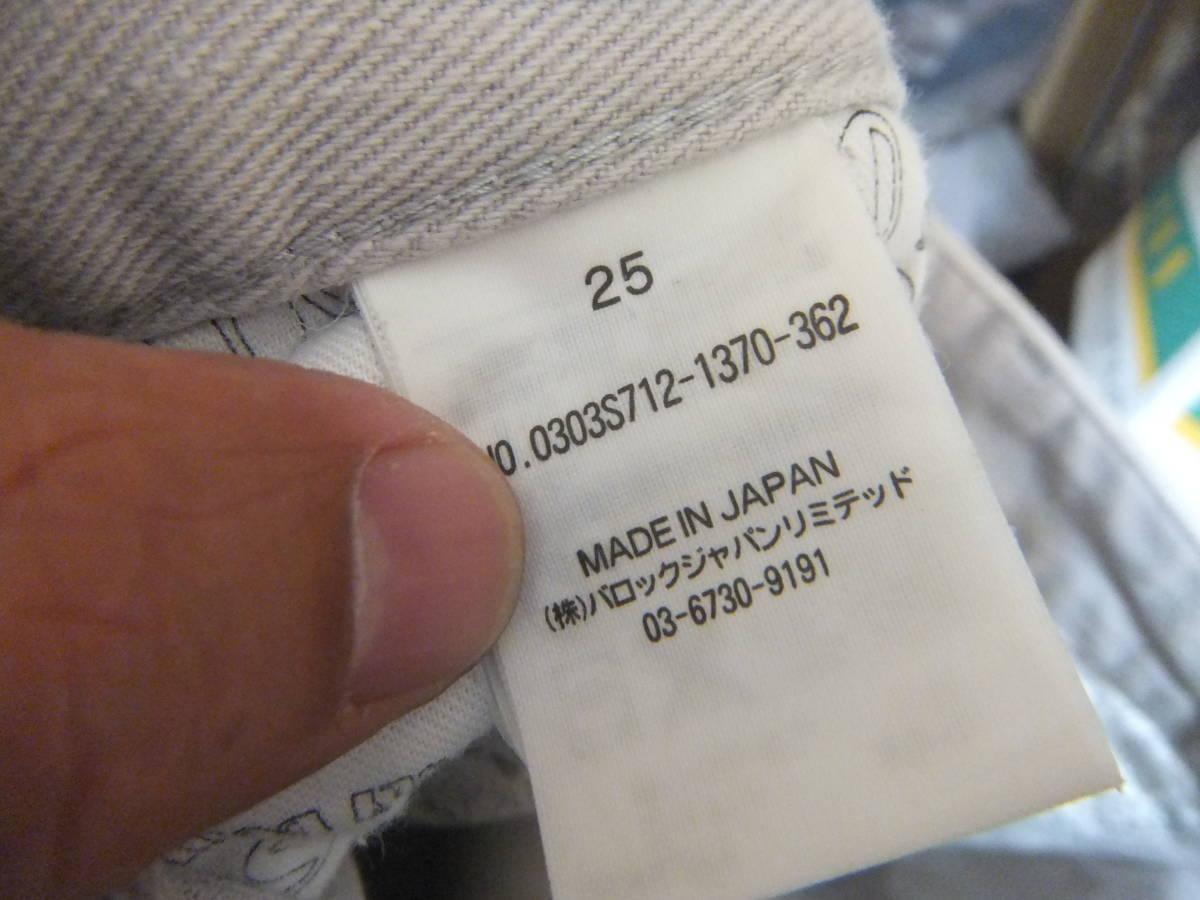 25
NO.0303S712-1370-362
MADE IN JAPAN
(株)バロックジャパンリミテッド
03-6730-9191